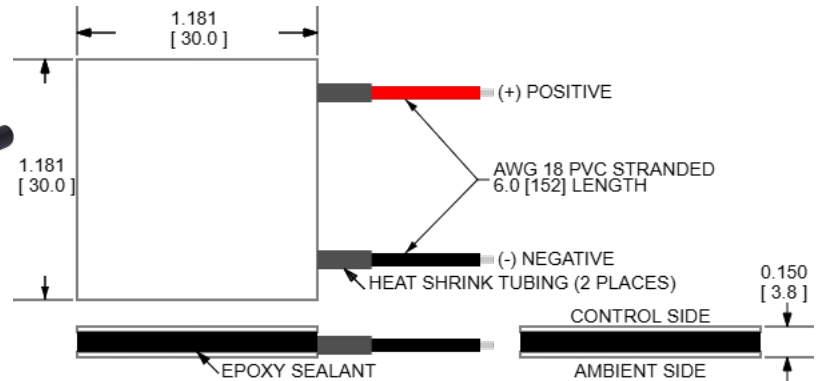 1.181
[ 30.0 ]
(+) POSITIVE
1.181
[ 30.0 ]
AWG 18 PVC STRANDED
6.0 [152] LENGTH
(-) NEGATIVE
HEAT SHRINK TUBING (2 PLACES)
0.150
[ 3.8 ]
CONTROL SIDE
EPOXY SEALANT
AMBIENT SIDE